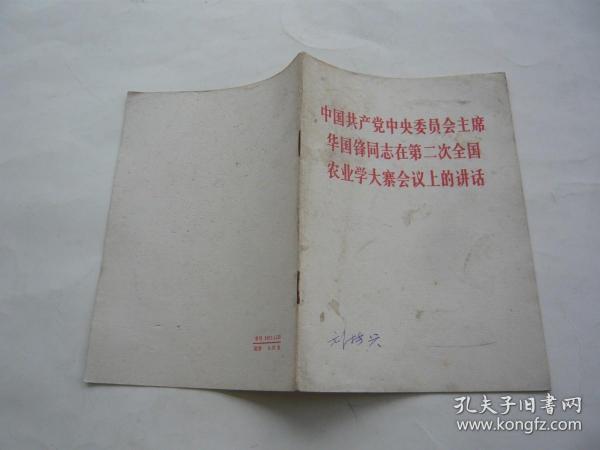 中国共产党中央委员会主席
华国锋同志在第二次全国
农业学大寨会议上的讲话
孔夫子旧书网
www.kongfz.com